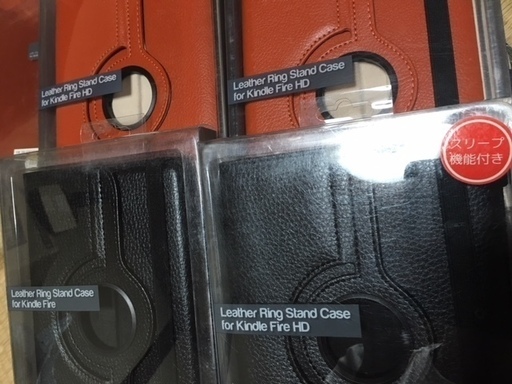 Leather Ring Stand Case
for Kindle Fire HD
Leather Ring Stand Case
for Kindle Fire HD
スリープ
機能付き
Leather Ring Stand Case
for Kindle Fire
Leather Ring Stand Case
for Kindle Fire HD